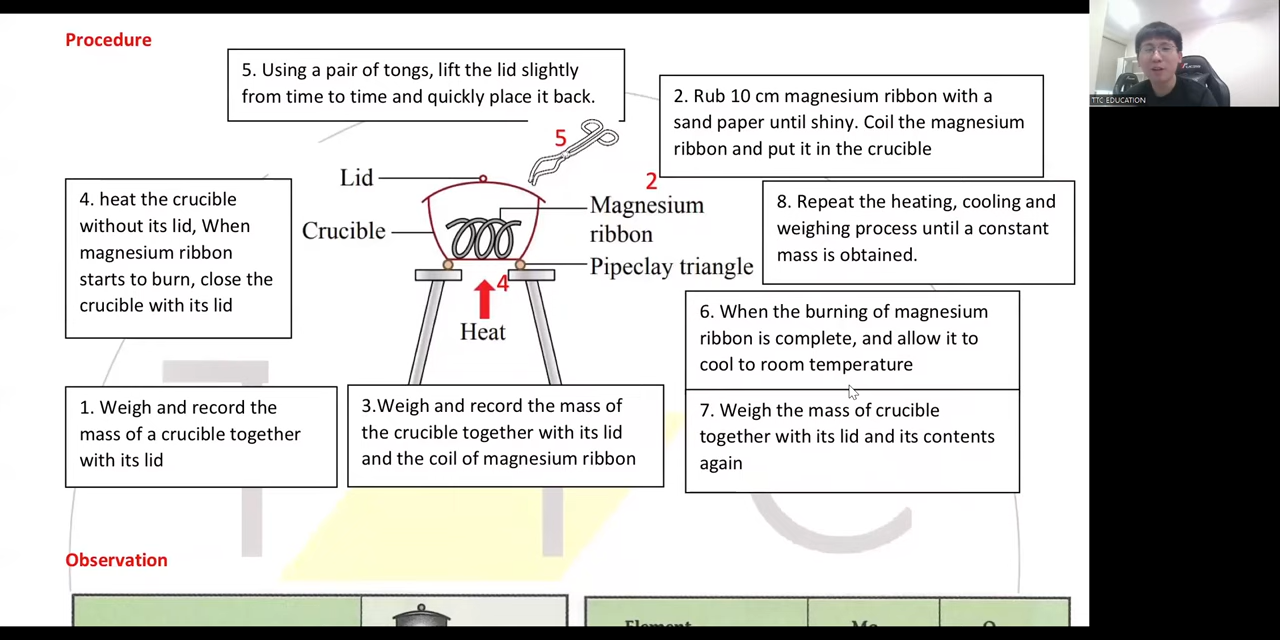 Procedure
5. Using a pair of tongs, lift the lid slightly
from time to time and quickly place it back.
2. Rub 10 cm magnesium ribbon with a
sand paper until shiny. Coil the magnesium
ribbon and put it in the crucible
TTC EDUCATION
5
2
Lid
4. heat the crucible
without its lid, When
magnesium ribbon
starts to burn, close the
crucible with its lid
Crucible
Magnesium
ribbon
Pipeclay triangle
4
Heat
8. Repeat the heating, cooling and
weighing process until a constant
mass is obtained.
6. When the burning of magnesium
ribbon is complete, and allow it to
cool to room temperature
1. Weigh and record the
mass of a crucible together
with its lid
3.Weigh and record the mass of
the crucible together with its lid
and the coil of magnesium ribbon
7. Weigh the mass of crucible
together with its lid and its contents
again
TTC
Observation
Element
Mg
O